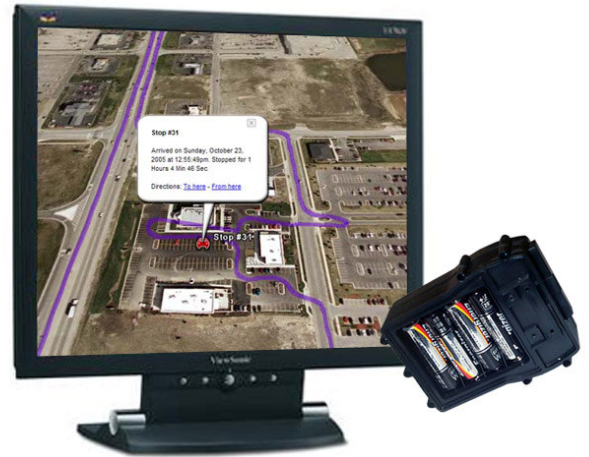 Stop #31
Arrived on Sunday, October 23,
2005 at 12:55:49pm. Stopped for 1
Hours 4 Min 46 Sec
Directions: To here - From here
Stop #31
ViewSonic